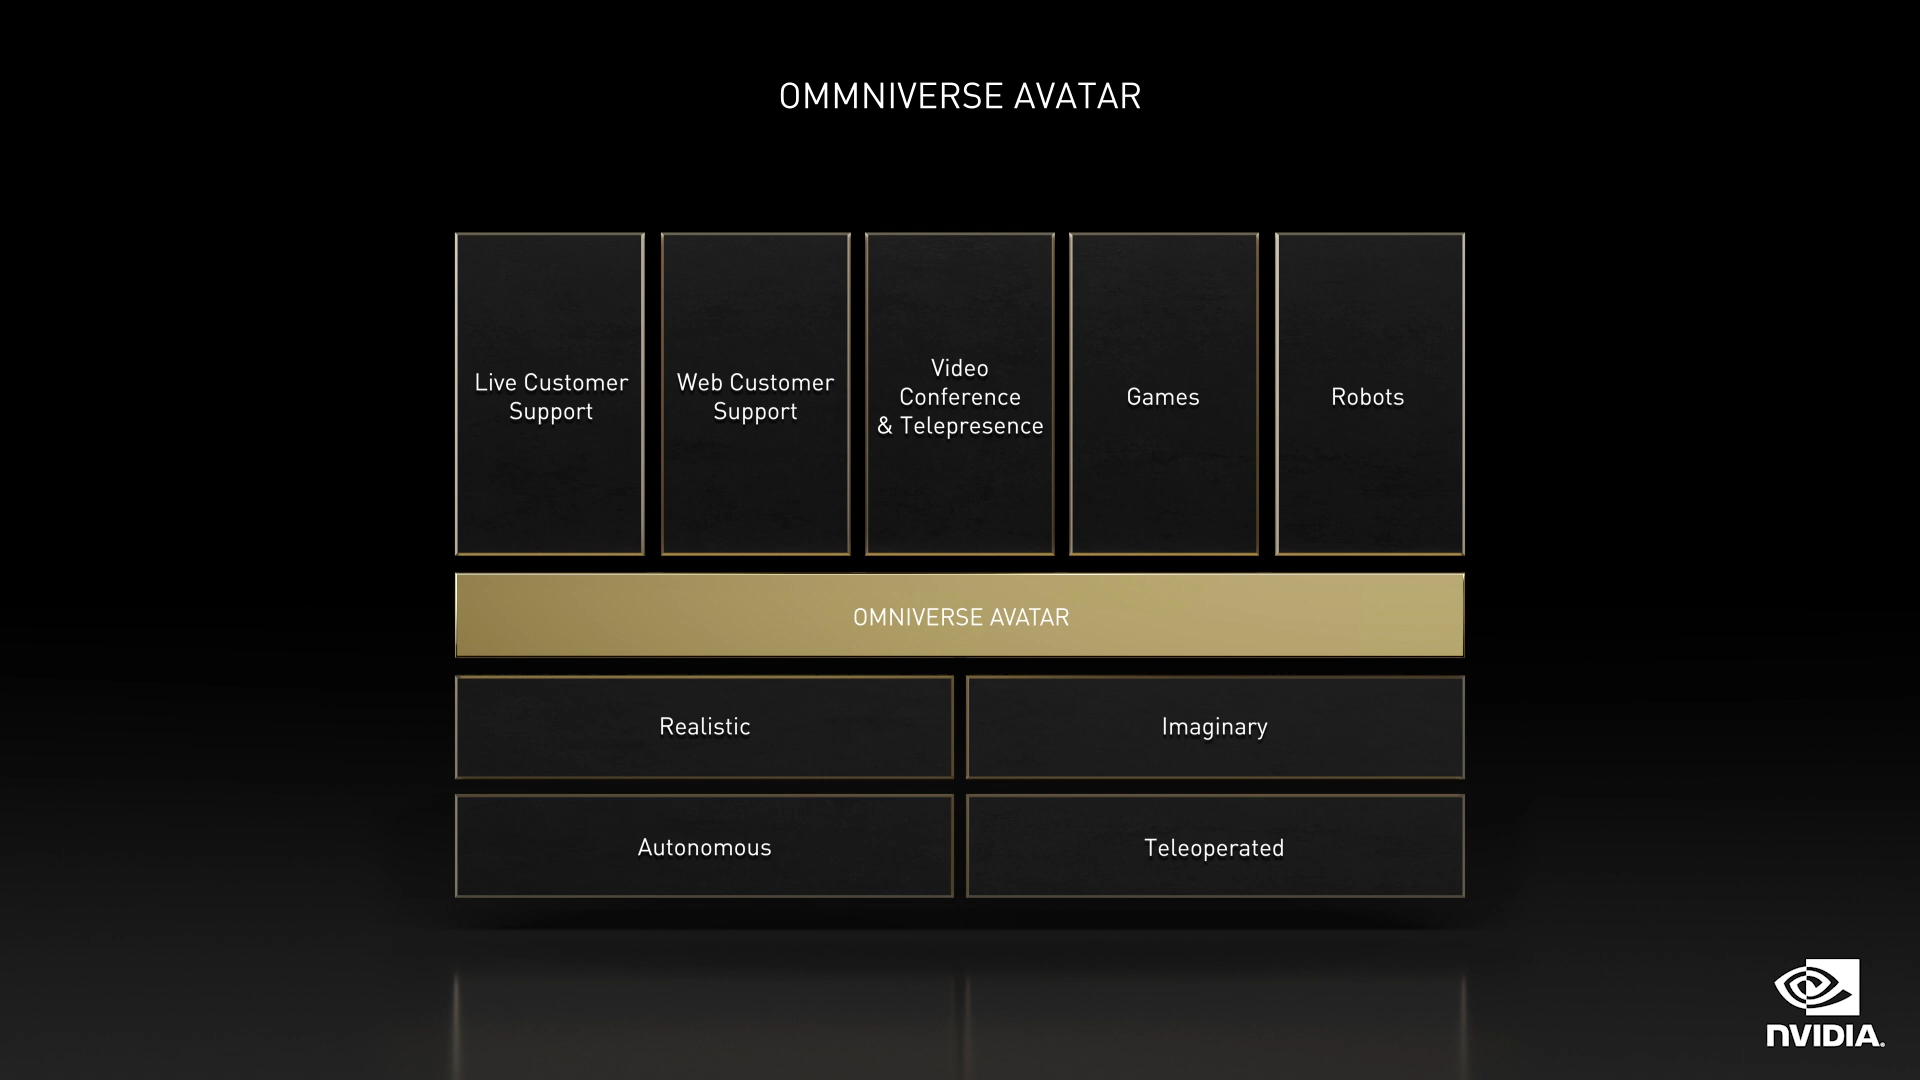 OMMNIVERSE AVATAR
Live Customer
Support
Web Customer
Support
Video
Conference
& Telepresence
Games
Robots
OMNIVERSE AVATAR
Realistic
Imaginary
Autonomous
Teleoperated
NVIDIA.